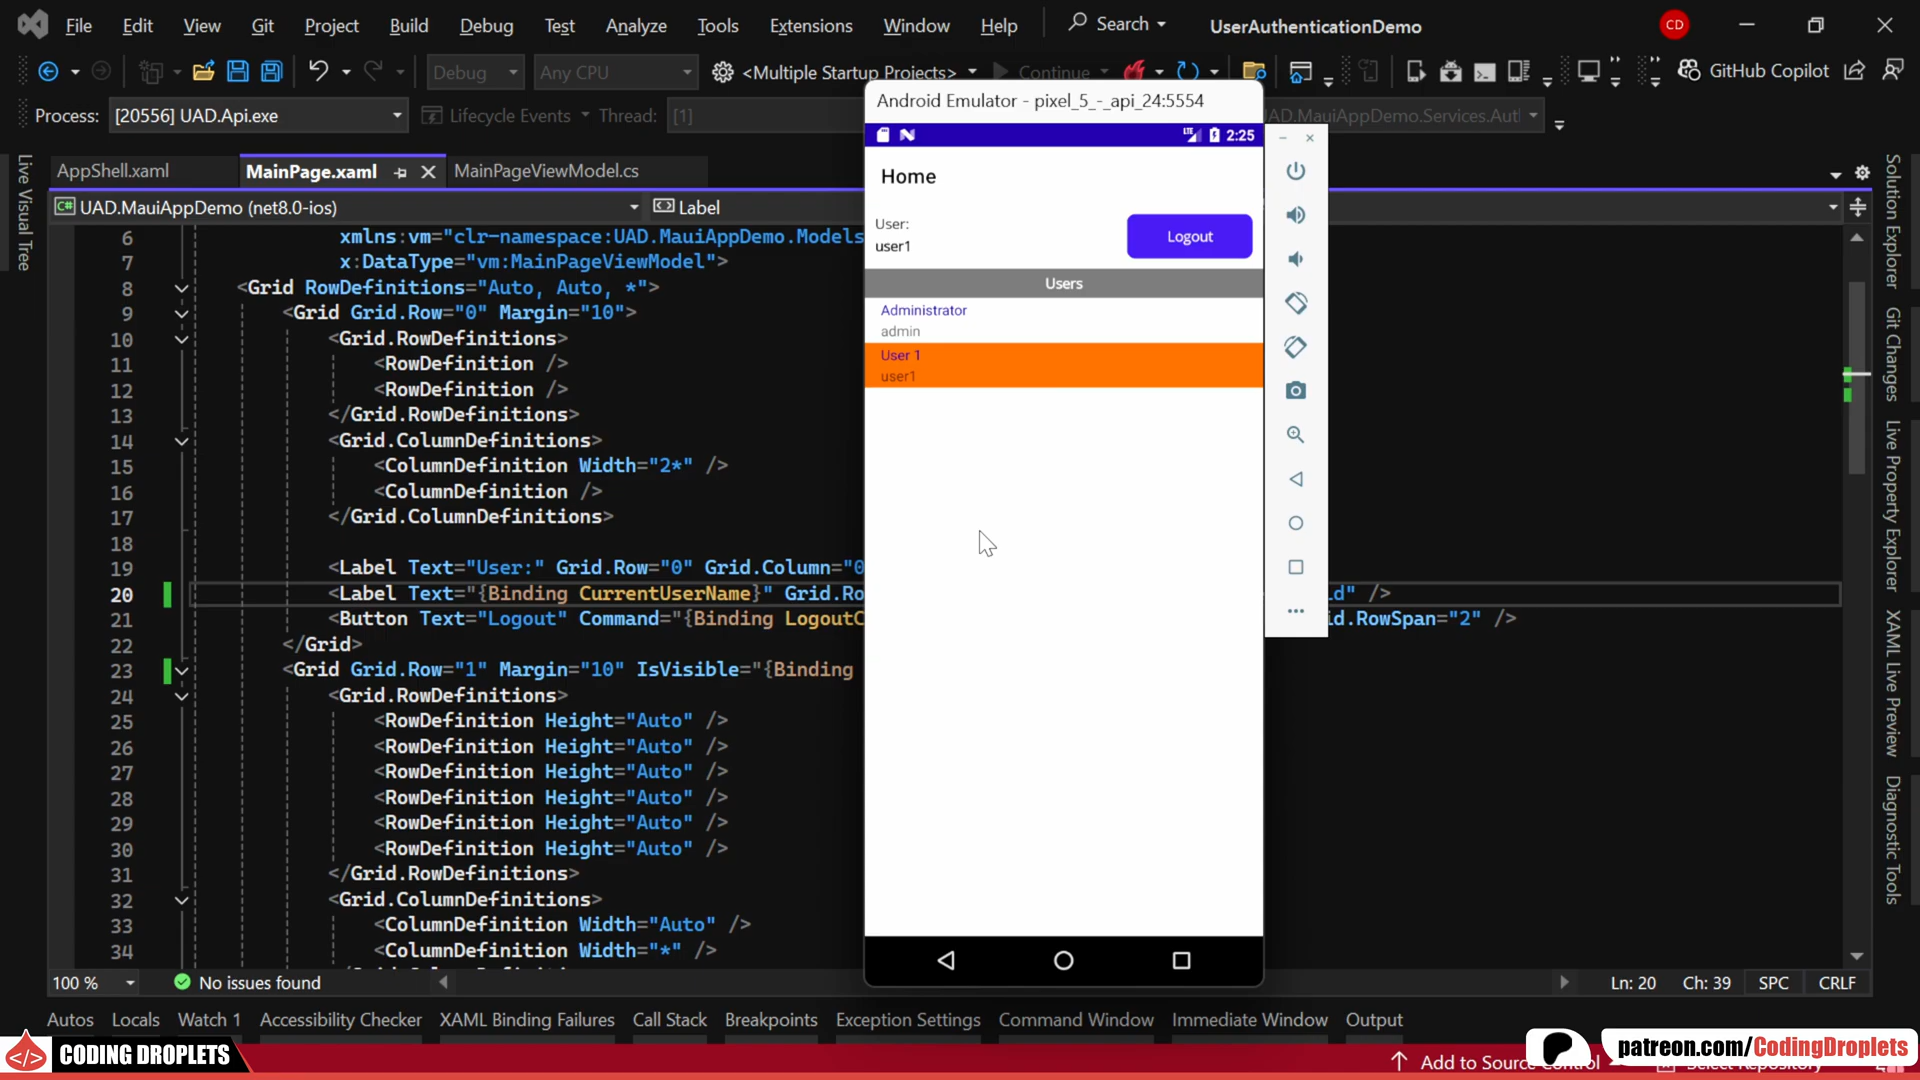 File Edit View Git Project Build Debug Test Analyze Tools Extensions Window Help Search UserAuthenticationDemo CD
Debug Any CPU <Multiple Startup Projects> Continue GitHub Copilot
Process: [20556] UAD.Api.exe Lifecycle Events Thread: [1] UAD.MauiAppDemo.Services.Aut
Live Visual Tree
AppShell.xaml MainPage.xaml MainPageViewModel.cs
UAD.MauiAppDemo (net8.0-ios) Label
6 xmlns:vm="clr-namespace:UAD.MauiAppDemo.Models
7 x:DataType="vm:MainPageViewModel">
8 <Grid RowDefinitions="Auto, Auto, *">
9 <Grid Grid.Row="0" Margin="10">
10 <Grid.RowDefinitions>
11 <RowDefinition />
12 <RowDefinition />
13 </Grid.RowDefinitions>
14 <Grid.ColumnDefinitions>
15 <ColumnDefinition Width="2*" />
16 <ColumnDefinition />
17 </Grid.ColumnDefinitions>
18
19 <Label Text="User:" Grid.Row="0" Grid.Column="0
20 <Label Text="{Binding CurrentUserName}" Grid.Ro ld" />
21 <Button Text="Logout" Command="{Binding LogoutC id.RowSpan="2" />
22 </Grid>
23 <Grid Grid.Row="1" Margin="10" IsVisible="{Binding
24 <Grid.RowDefinitions>
25 <RowDefinition Height="Auto" />
26 <RowDefinition Height="Auto" />
27 <RowDefinition Height="Auto" />
28 <RowDefinition Height="Auto" />
29 <RowDefinition Height="Auto" />
30 <RowDefinition Height="Auto" />
31 </Grid.RowDefinitions>
32 <Grid.ColumnDefinitions>
33 <ColumnDefinition Width="Auto" />
34 <ColumnDefinition Width="*" />
Android Emulator - pixel_5_-_api_24:5554
LTE 2:25
Home
User:
user1
Logout
Users
Administrator
admin
User 1
user1
Solution Explorer
Git Changes
Live Property Explorer
XAML Live Preview
Diagnostic Tools
100 % No issues found Ln: 20 Ch: 39 SPC CRLF
Autos Locals Watch 1 Accessibility Checker XAML Binding Failures Call Stack Breakpoints Exception Settings Command Window Immediate Window Output
CODING DROPLETS
Add to Source Control Select Repository
patreon.com/CodingDroplets